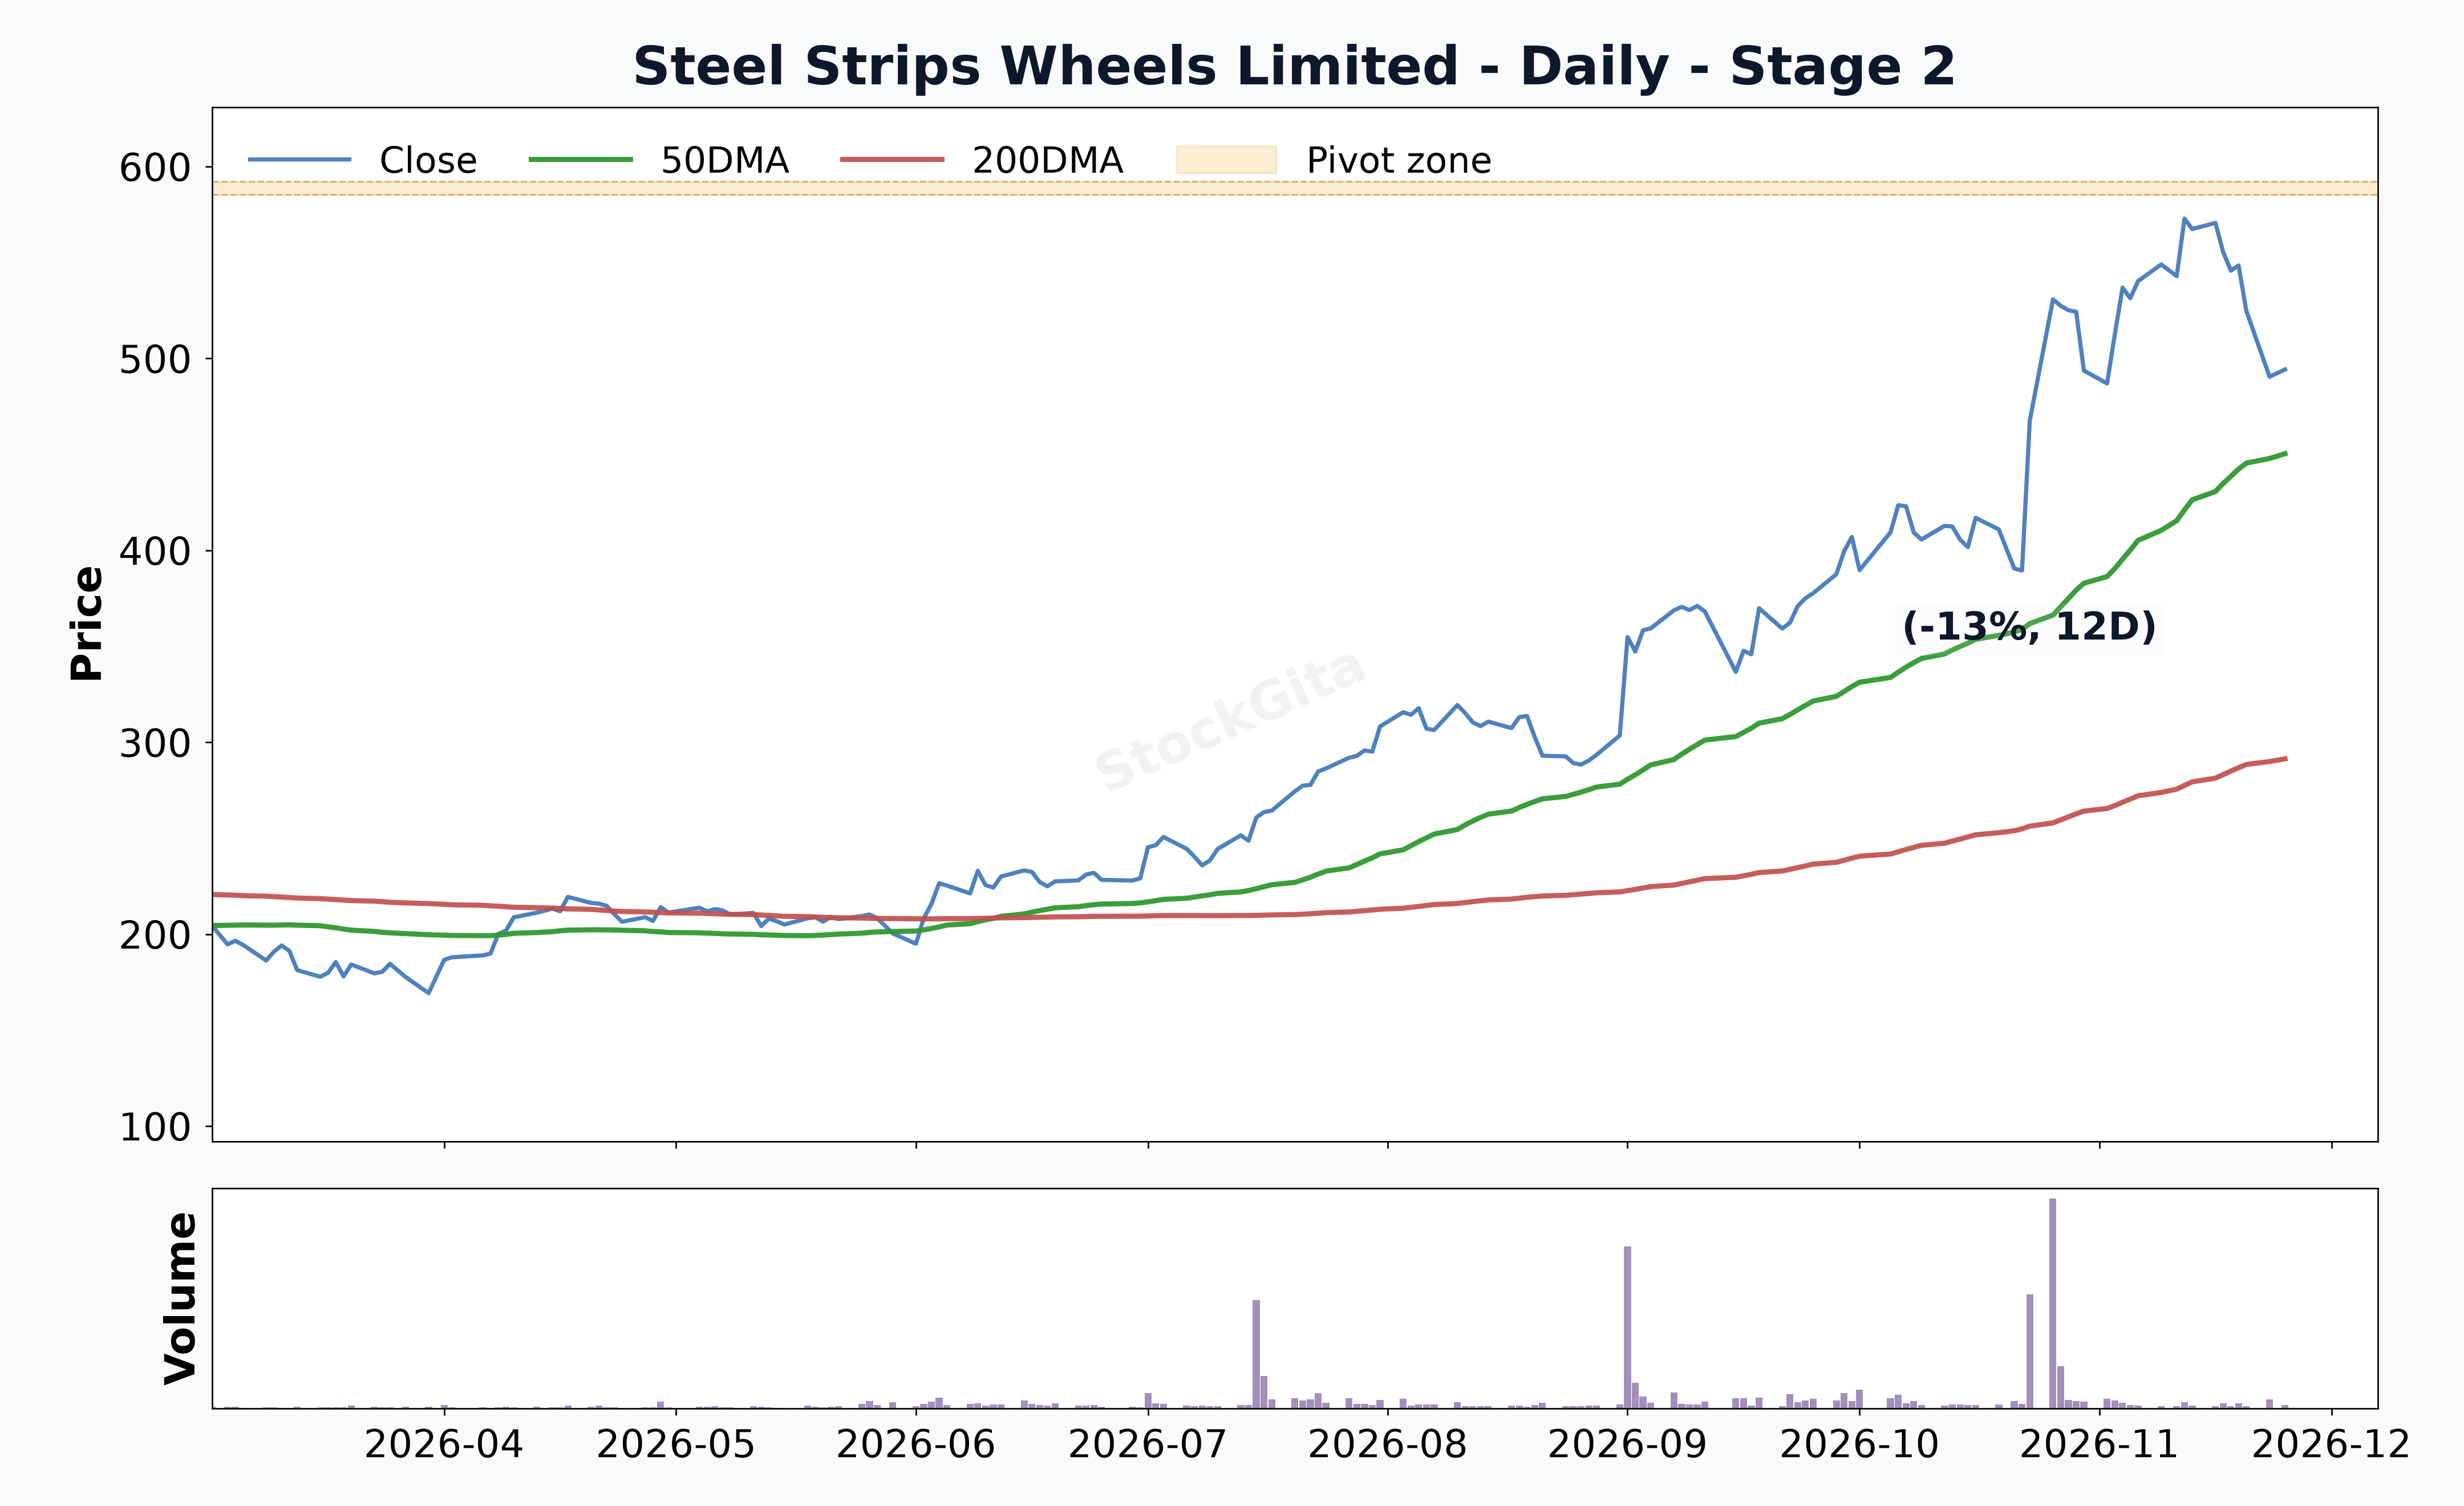 Steel Strips Wheels Limited - Daily - Stage 2
Close 50DMA 200DMA Pivot zone
600
500
400
300
200
100
Price
(-13%, 12D)
StockGita
Volume
2026-04 2026-05 2026-06 2026-07 2026-08 2026-09 2026-10 2026-11 2026-12